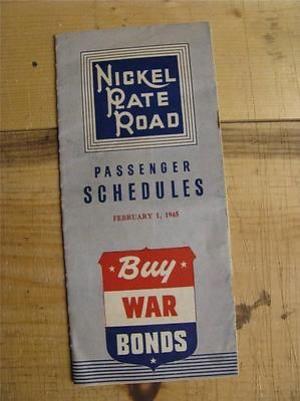 NICKEL
PLATE
ROAD
PASSENGER
SCHEDULES
FEBRUARY 1, 1945
Buy
WAR
BONDS